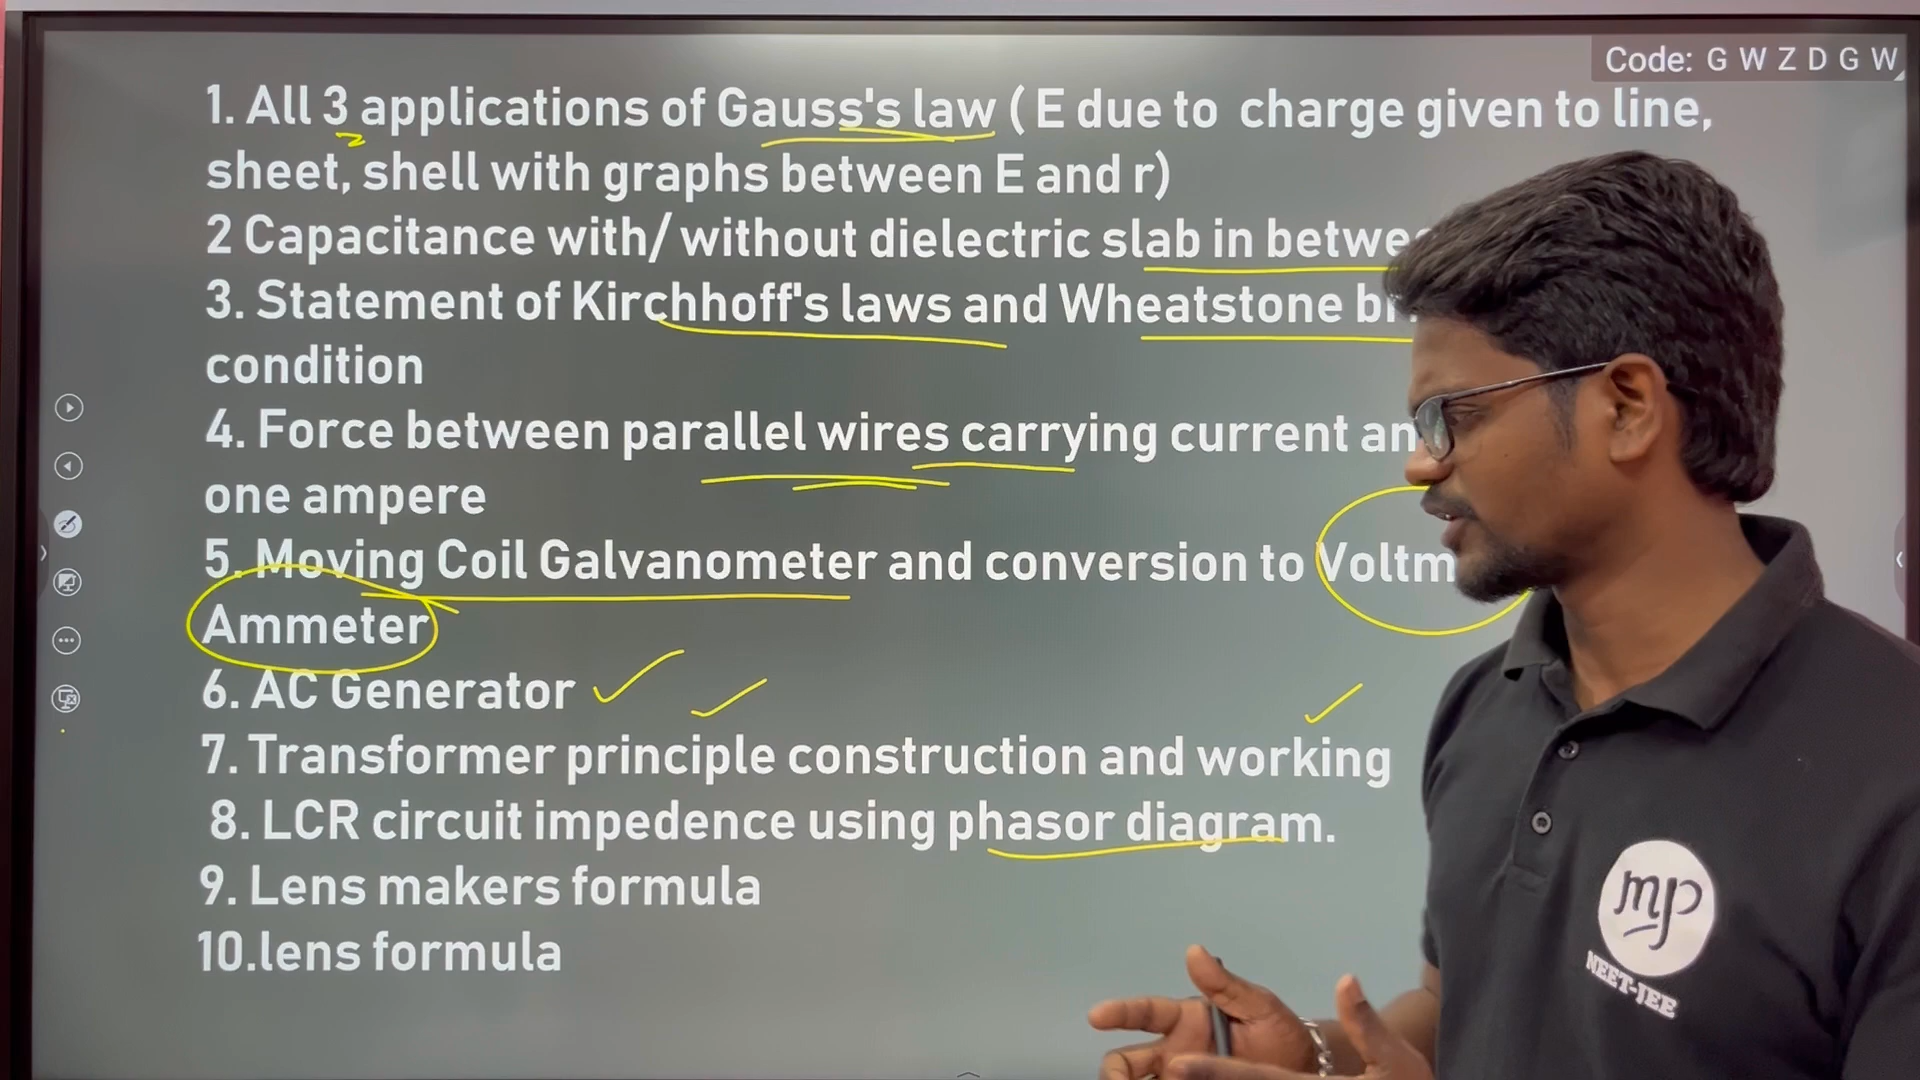 Code: G W Z D G W
1. All 3 applications of Gauss's law ( E due to charge given to line,
sheet, shell with graphs between E and r)
2 Capacitance with/ without dielectric slab in
3. Statement of Kirchhoff's laws and Wheatstone
condition
4. Force between parallel wires carrying current
one ampere
5. Moving Coil Galvanometer and conversion to
Ammeter
6. AC Generator
7. Transformer principle construction and working
8. LCR circuit impedence using phasor diagram.
9. Lens makers formula
10.lens formula
mp
NEET-JEE